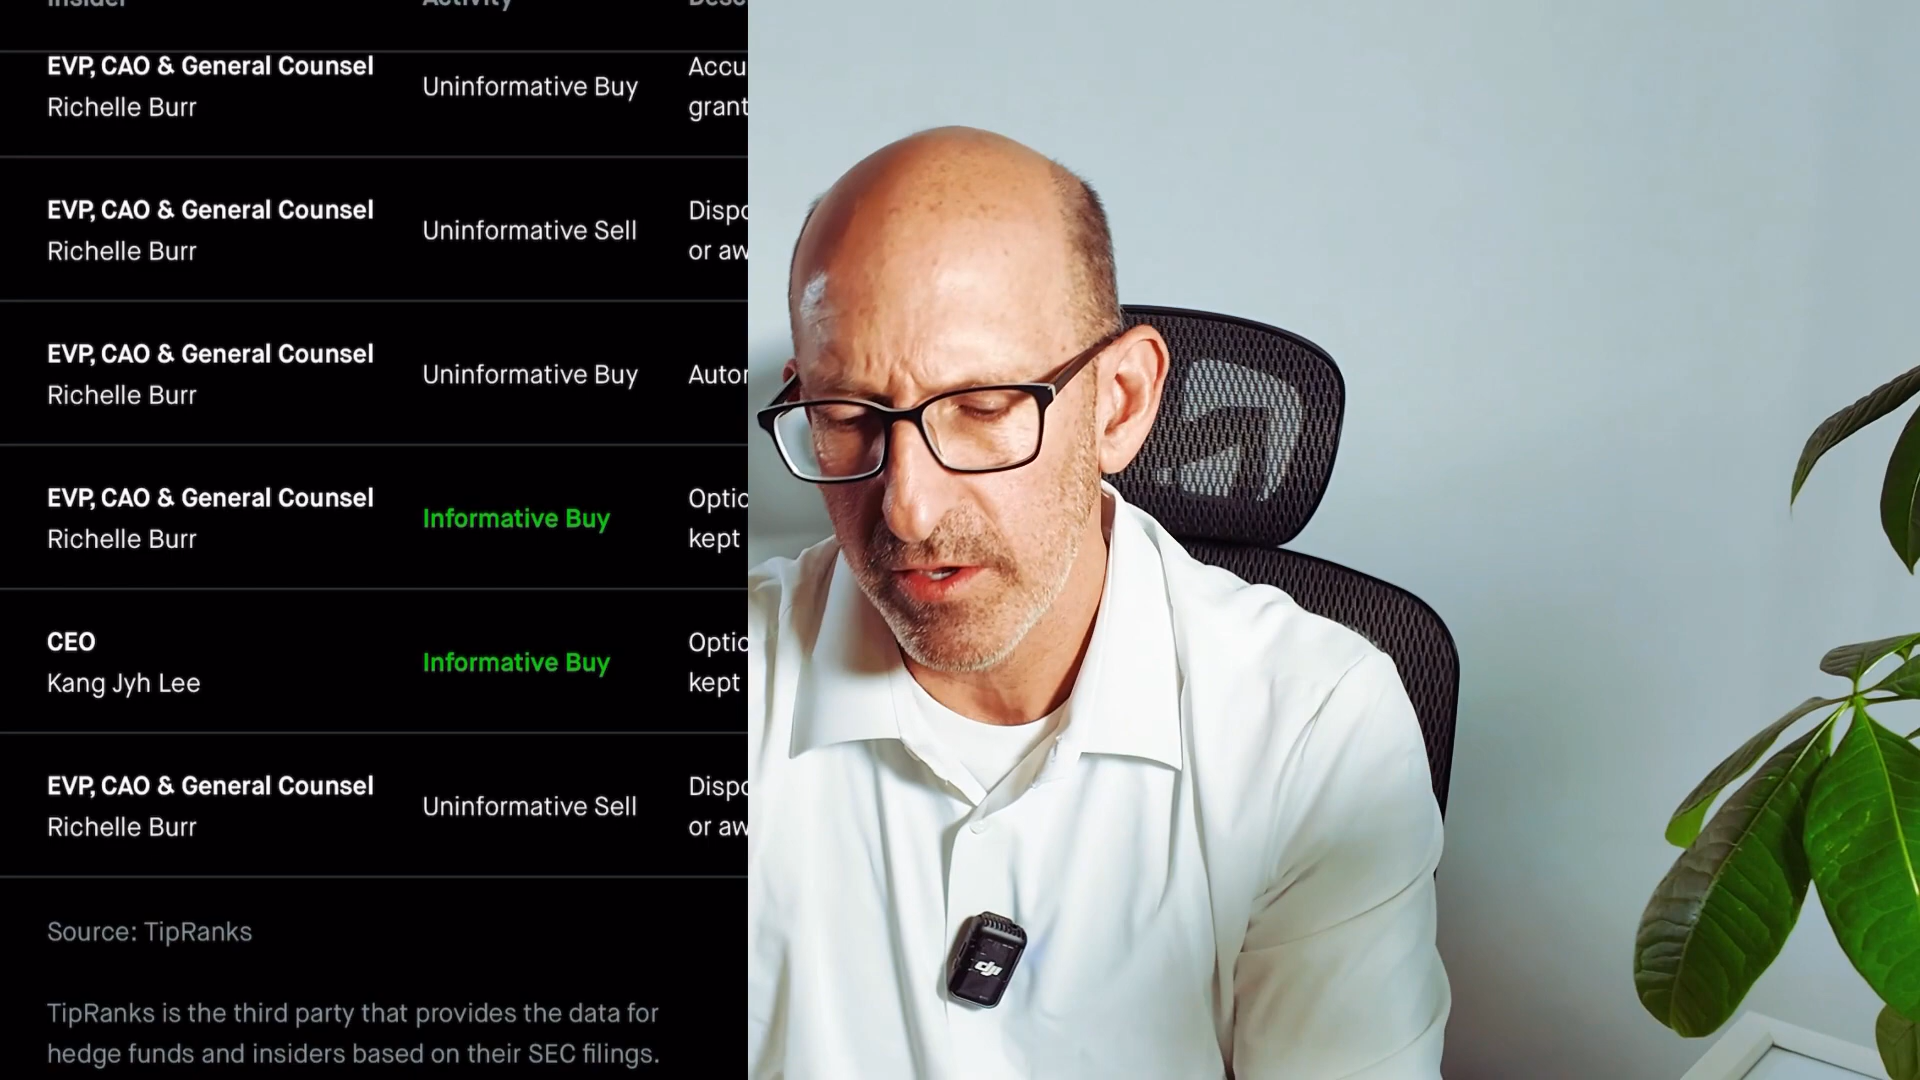 Insider Activity
EVP, CAO & General Counsel
Richelle Burr
Uninformative Buy
Accu
grant
EVP, CAO & General Counsel
Richelle Burr
Uninformative Sell
Dispo
or aw
EVP, CAO & General Counsel
Richelle Burr
Uninformative Buy
Autor
EVP, CAO & General Counsel
Richelle Burr
Informative Buy
Optio
kept
CEO
Kang Jyh Lee
Informative Buy
Optio
kept
EVP, CAO & General Counsel
Richelle Burr
Uninformative Sell
Dispo
or aw
Source: TipRanks
TipRanks is the third party that provides the data for
hedge funds and insiders based on their SEC filings.
dji